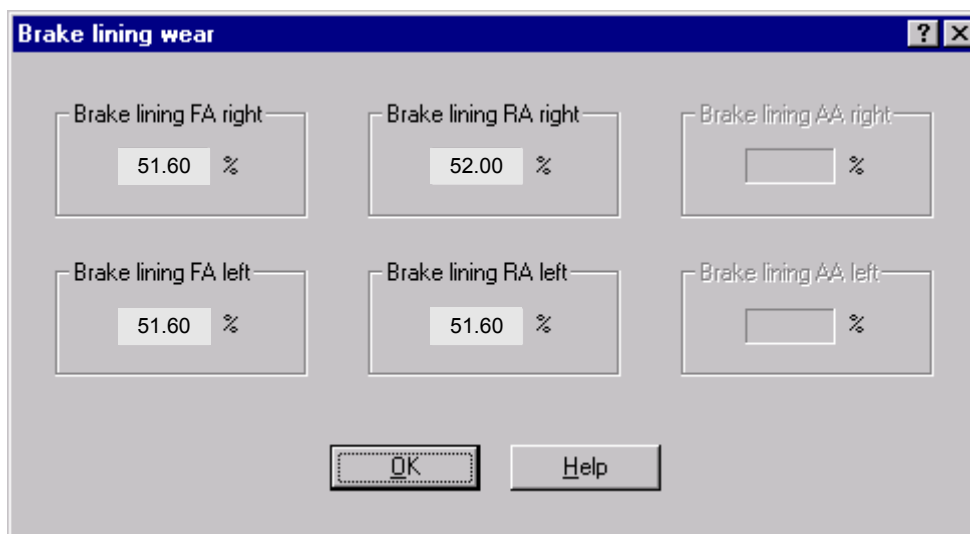 Brake lining wear
Brake lining FA right
Brake lining RA right
Brake lining AA right
51.60 %
52.00 %
%
Brake lining FA left
Brake lining RA left
Brake lining AA left
51.60 %
51.60 %
%
OK
Help